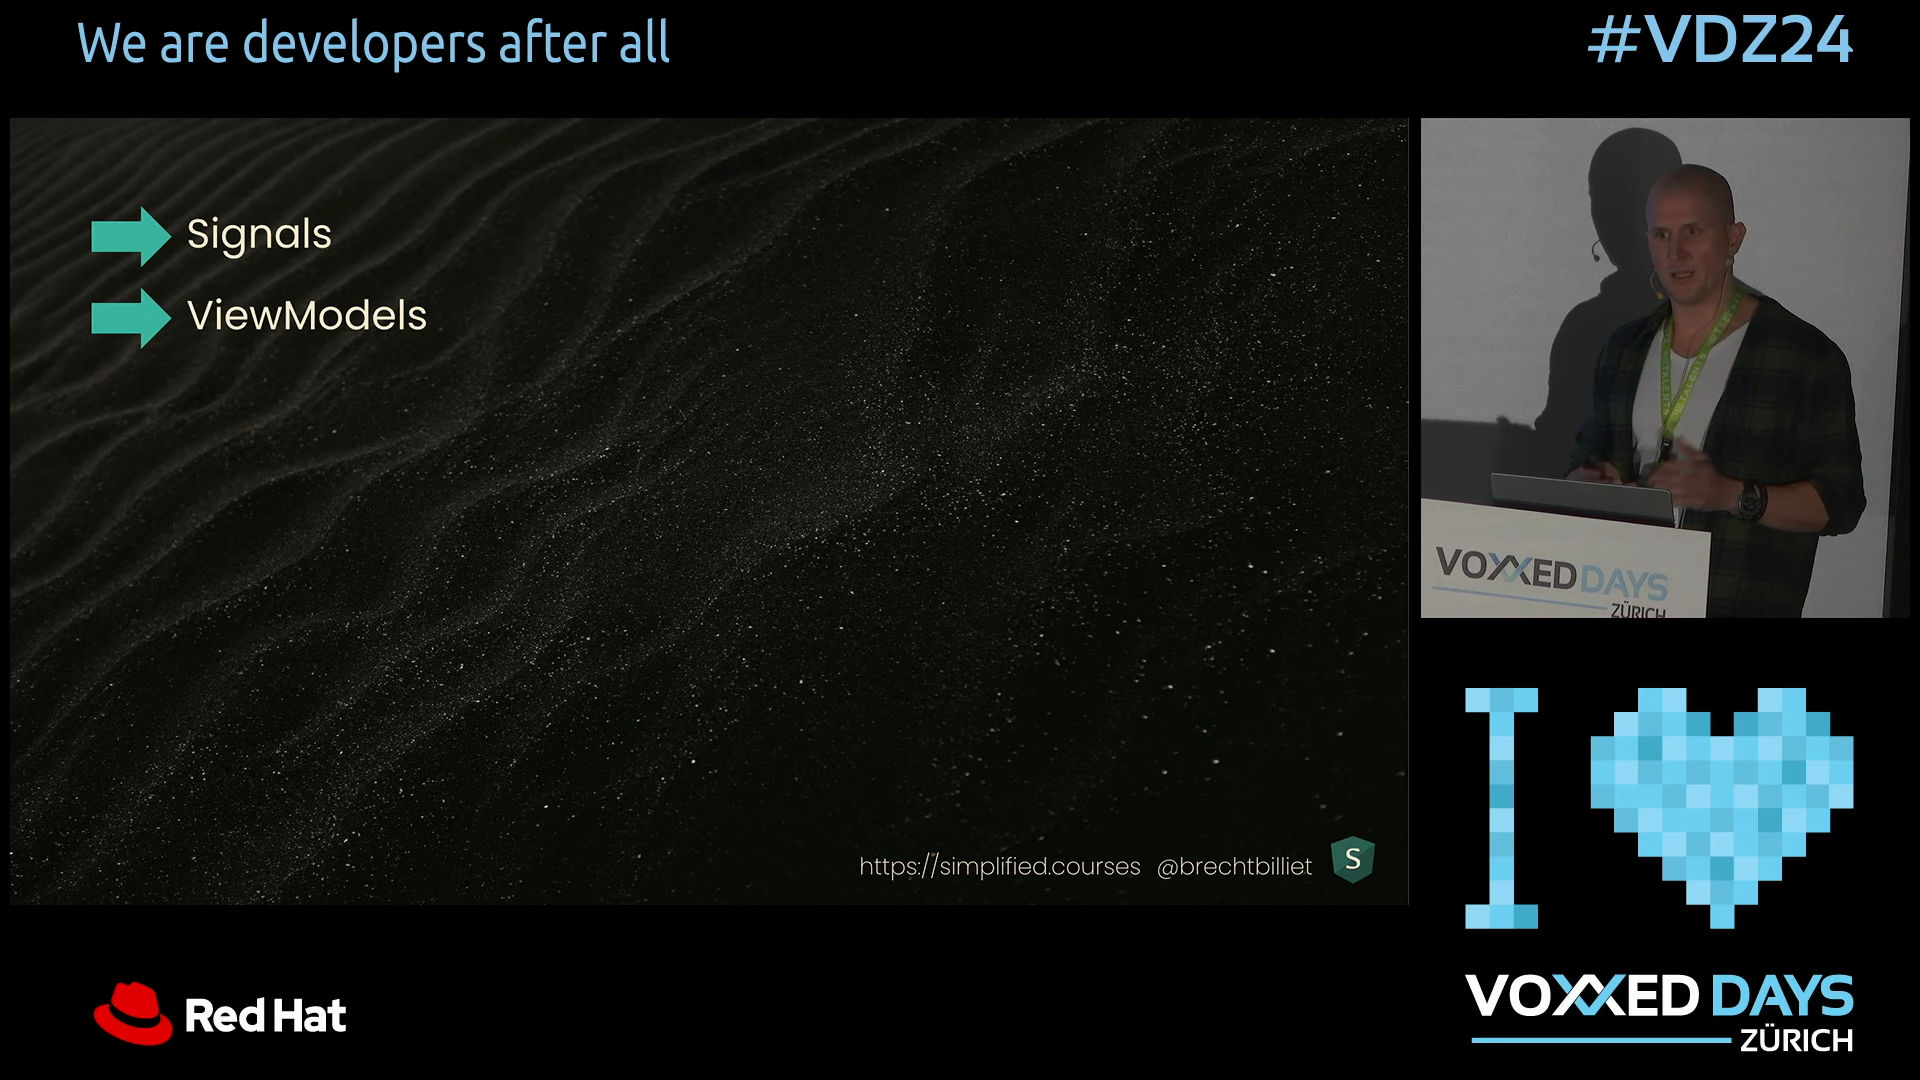 We are developers after all
#VDZ24
Signals
ViewModels
https://simplified.courses @brechtbilliet
S
VOXXED DAYS
ZÜRICH
I
Red Hat
VOXXED DAYS
ZÜRICH